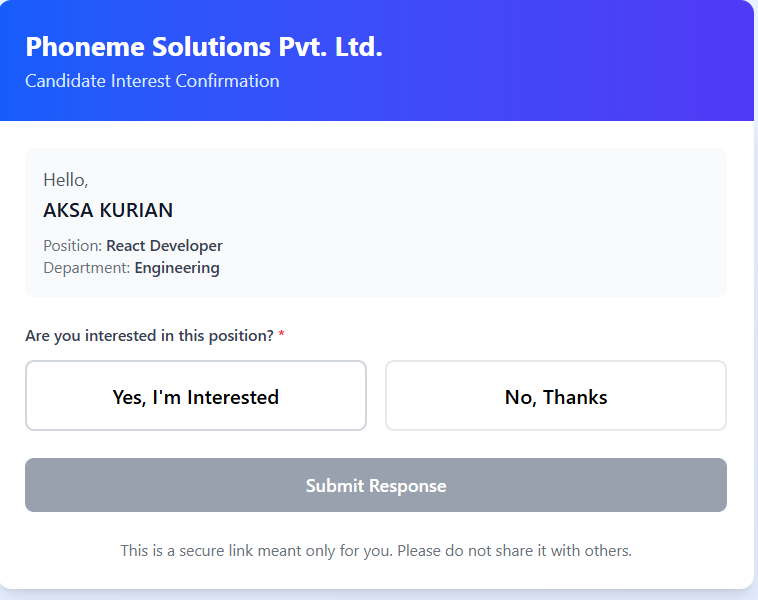 Phoneme Solutions Pvt. Ltd.
Candidate Interest Confirmation
Hello,
AKSA KURIAN
Position: React Developer
Department: Engineering
Are you interested in this position? *
Yes, I'm Interested
No, Thanks
Submit Response
This is a secure link meant only for you. Please do not share it with others.